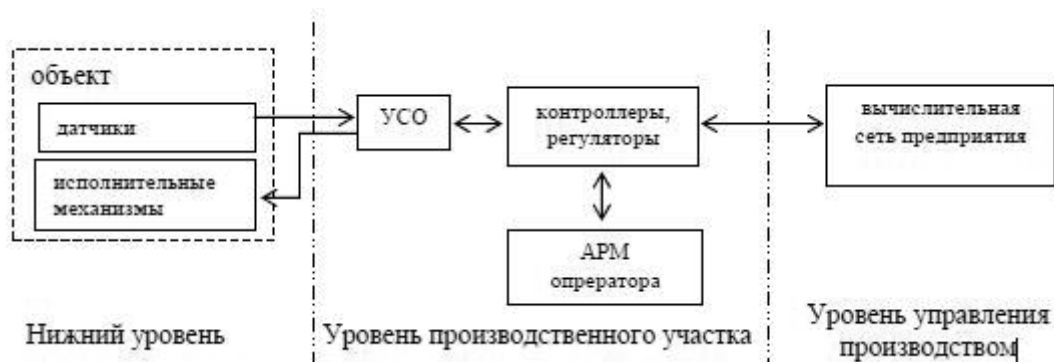 объект
датчики
исполнительные
механизмы
УСО
контроллеры,
регуляторы
АРМ
опрератора
вычислительная
сеть предприятия
Нижний уровень
Уровень производственного участка
Уровень управления
производством